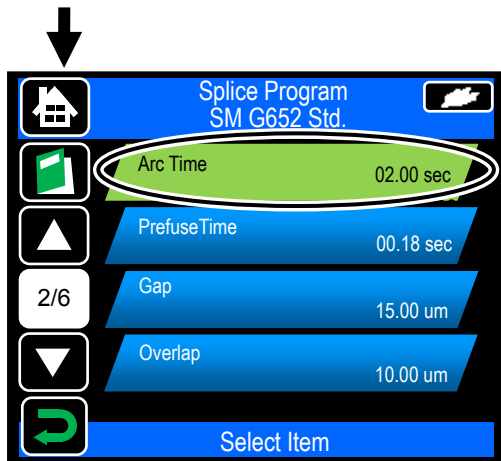 Splice Program
SM G652 Std.
Arc Time
02.00 sec
PrefuseTime
00.18 sec
2/6
Gap
15.00 um
Overlap
10.00 um
Select Item